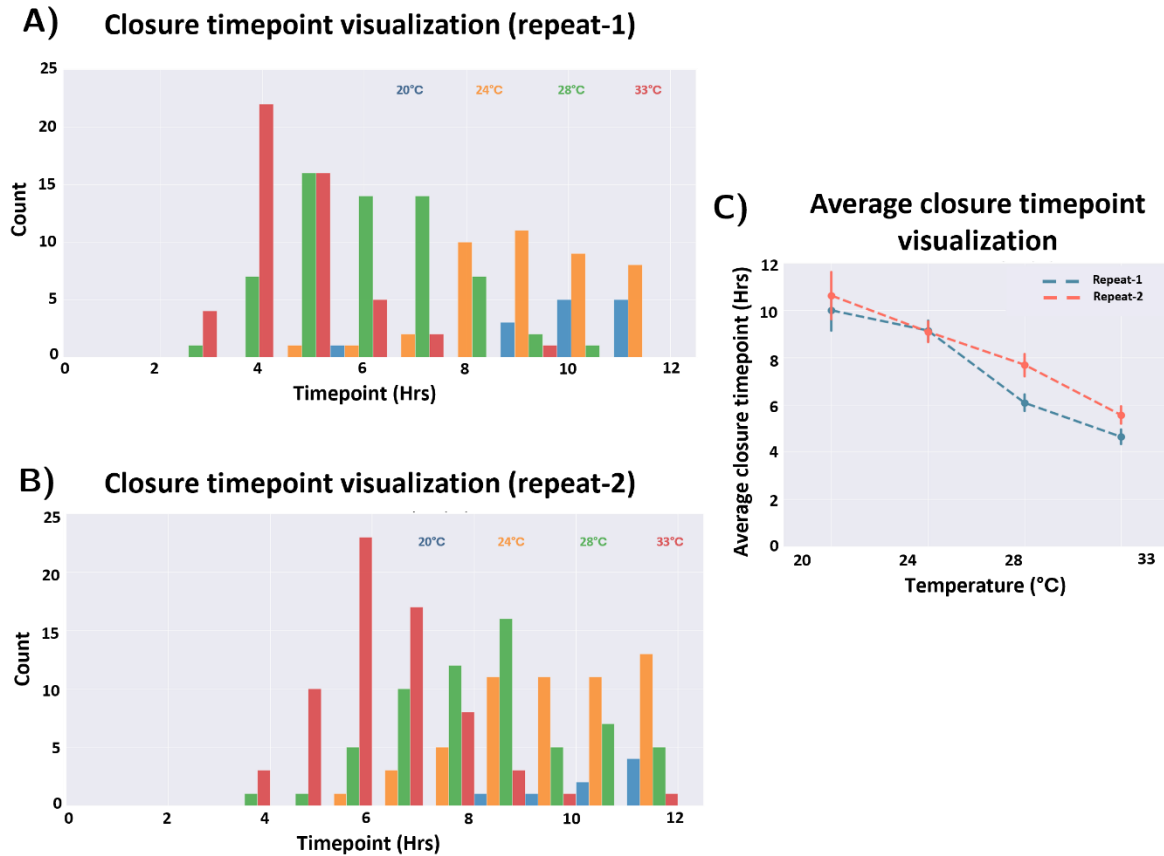 A) Closure timepoint visualization (repeat-1)
25
20
15
10
5
0
Count
20°C 24°C 28°C 33°C
0 2 4 6 8 10 12
Timepoint (Hrs)
B) Closure timepoint visualization (repeat-2)
25
20
15
10
5
0
Count
20°C 24°C 28°C 33°C
0 2 4 6 8 10 12
Timepoint (Hrs)
C) Average closure timepoint
visualization
12
10
8
6
4
2
0
Average closure timepoint (Hrs)
Repeat-1
Repeat-2
20 24 28 33
Temperature (°C)